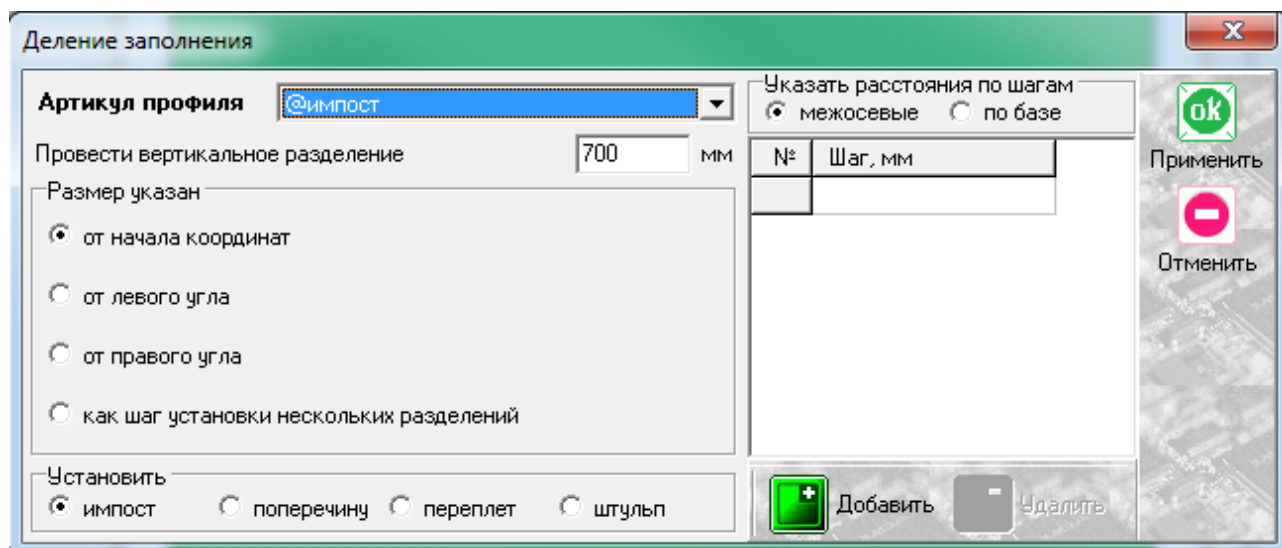 Деление заполнения
Артикул профиля @импост
Провести вертикальное разделение 700 мм
Размер указан
от начала координат
от левого угла
от правого угла
как шаг установки нескольких разделений
Установить
импост поперечину переплет штульп
Указать расстояния по шагам
межосевые по базе
№ Шаг, мм
Добавить Удалить
ok
Применить
Отменить